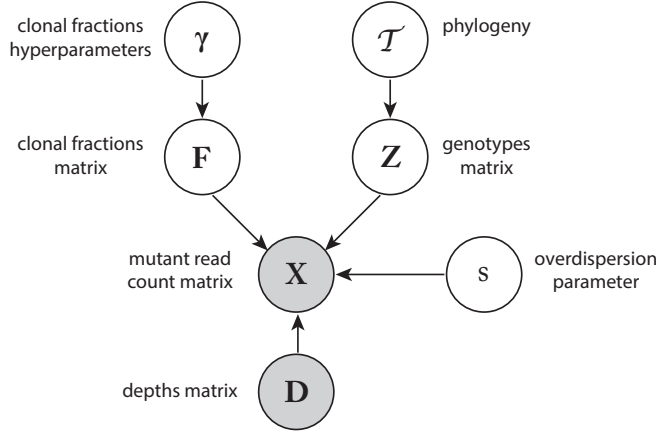 clonal fractions
hyperparameters
γ
𝒯
phylogeny
clonal fractions
matrix
F
Z
genotypes
matrix
mutant read
count matrix
X
s
overdispersion
parameter
depths matrix
D